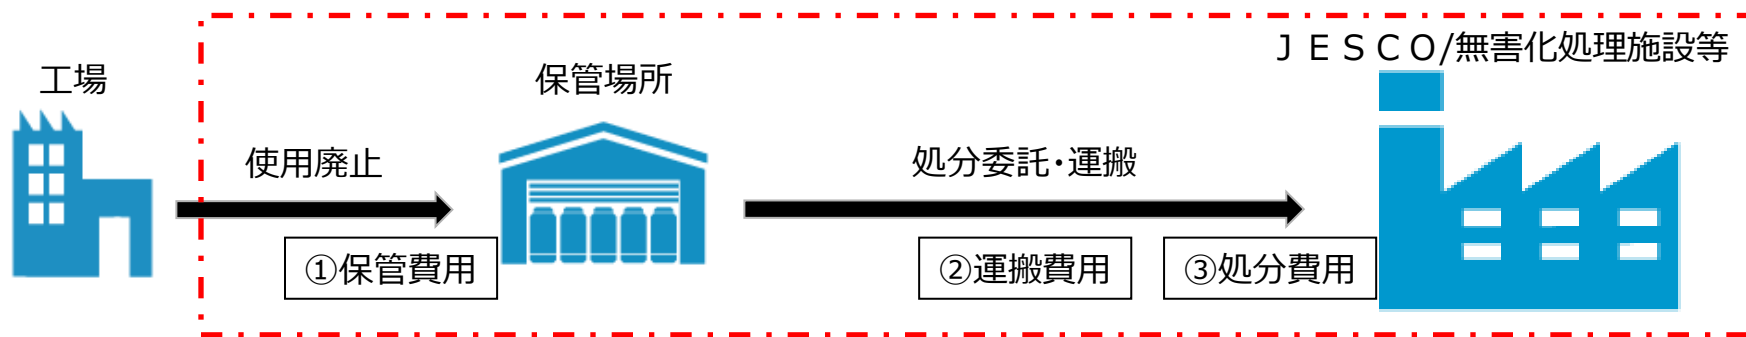 ＪＥＳＣＯ/無害化処理施設等
工場
保管場所
使用廃止
処分委託・運搬
①保管費用
②運搬費用
③処分費用